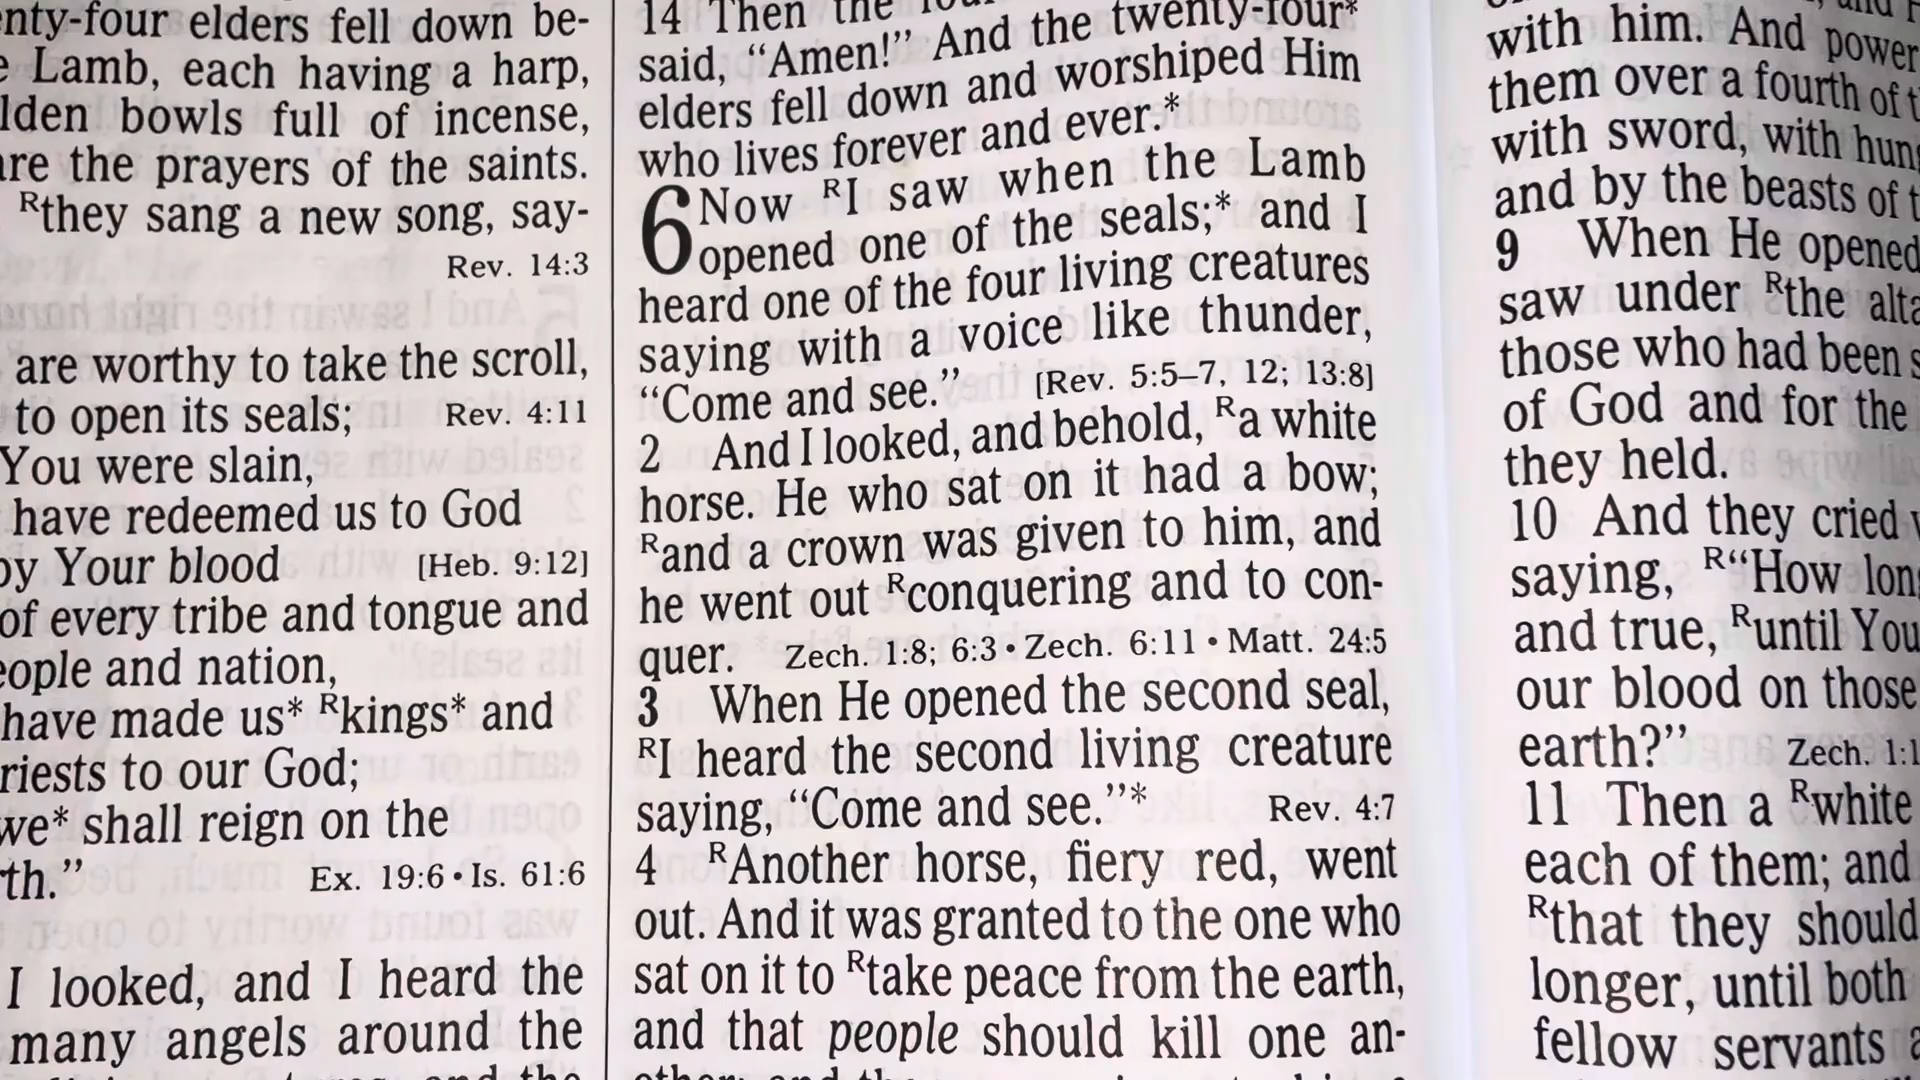 nty-four elders fell down be-
Lamb, each having a harp,
lden bowls full of incense,
re the prayers of the saints.
Rthey sang a new song, say-
Rev. 14:3
are worthy to take the scroll,
to open its seals; Rev. 4:11
You were slain,
have redeemed us to God
by Your blood [Heb. 9:12]
of every tribe and tongue and
eople and nation,
have made us* Rkings* and
riests to our God;
we* shall reign on the
th.” Ex. 19:6 • Is. 61:6
I looked, and I heard the
many angels around the
14 Then the
said, “Amen!” And the twenty-four*
elders fell down and worshiped Him
who lives forever and ever.*
6 Now RI saw when the Lamb
opened one of the seals;* and I
heard one of the four living creatures
saying with a voice like thunder,
“Come and see.” [Rev. 5:5–7, 12; 13:8]
2 And I looked, and behold, Ra white
horse. He who sat on it had a bow;
Rand a crown was given to him, and
he went out Rconquering and to con-
quer. Zech. 1:8; 6:3 • Zech. 6:11 • Matt. 24:5
3 When He opened the second seal,
RI heard the second living creature
saying, “Come and see.”* Rev. 4:7
4 RAnother horse, fiery red, went
out. And it was granted to the one who
sat on it to Rtake peace from the earth,
and that people should kill one an-
with him. And power
them over a fourth of
with sword, with hun
and by the beasts of
9 When He opened
saw under Rthe alta
those who had been s
of God and for the
they held.
10 And they cried
saying, R“How lon
and true, Runtil You
our blood on those
earth?” Zech. 1:1
11 Then a Rwhite
each of them; and
Rthat they should
longer, until both
fellow servants